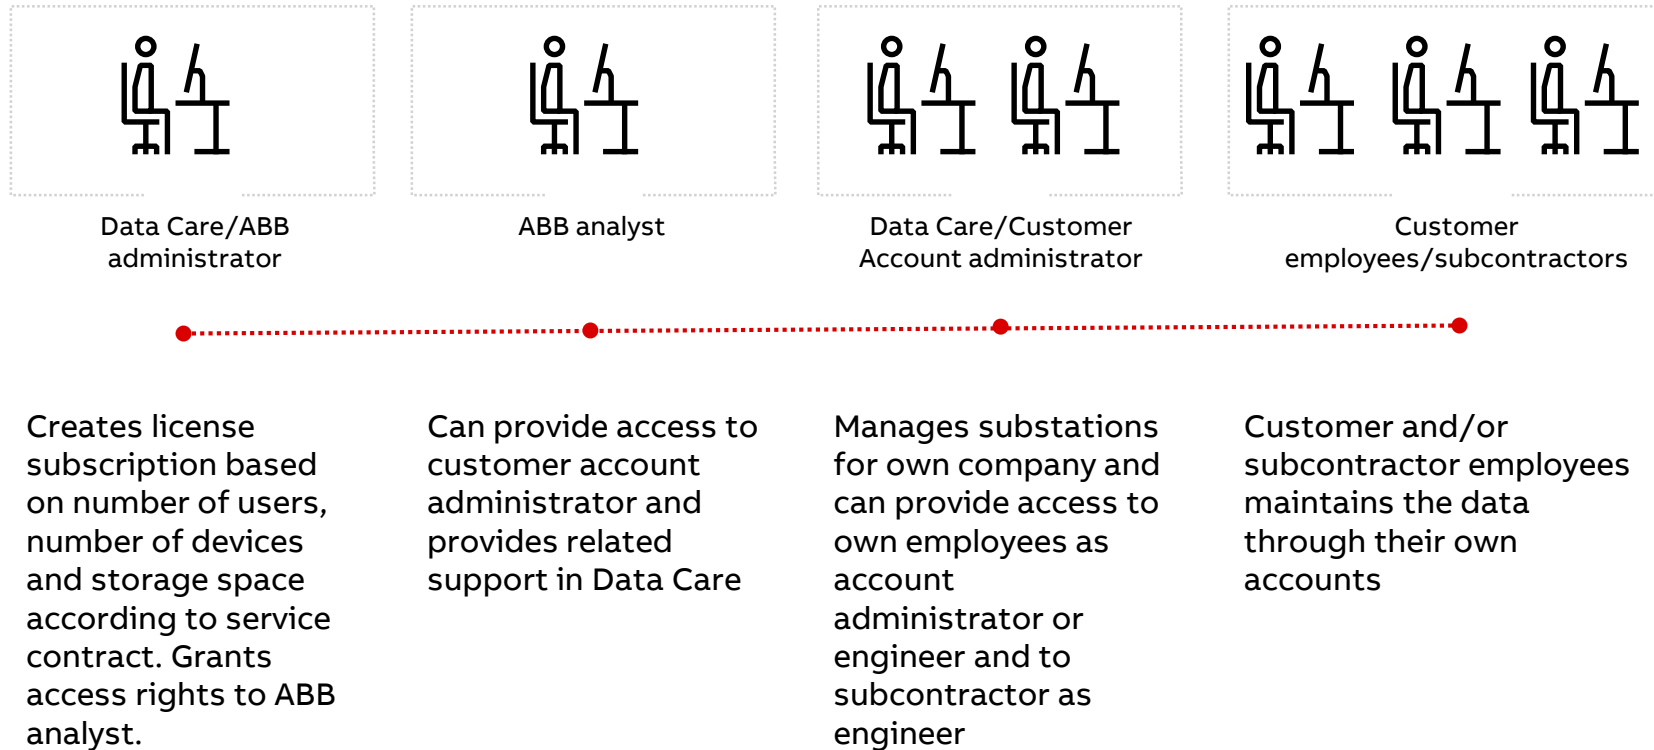 Data Care/ABB
administrator
ABB analyst
Data Care/Customer
Account administrator
Customer
employees/subcontractors
Creates license
subscription based
on number of users,
number of devices
and storage space
according to service
contract. Grants
access rights to ABB
analyst.
Can provide access to
customer account
administrator and
provides related
support in Data Care
Manages substations
for own company and
can provide access to
own employees as
account
administrator or
engineer and to
subcontractor as
engineer
Customer and/or
subcontractor employees
maintains the data
through their own
accounts